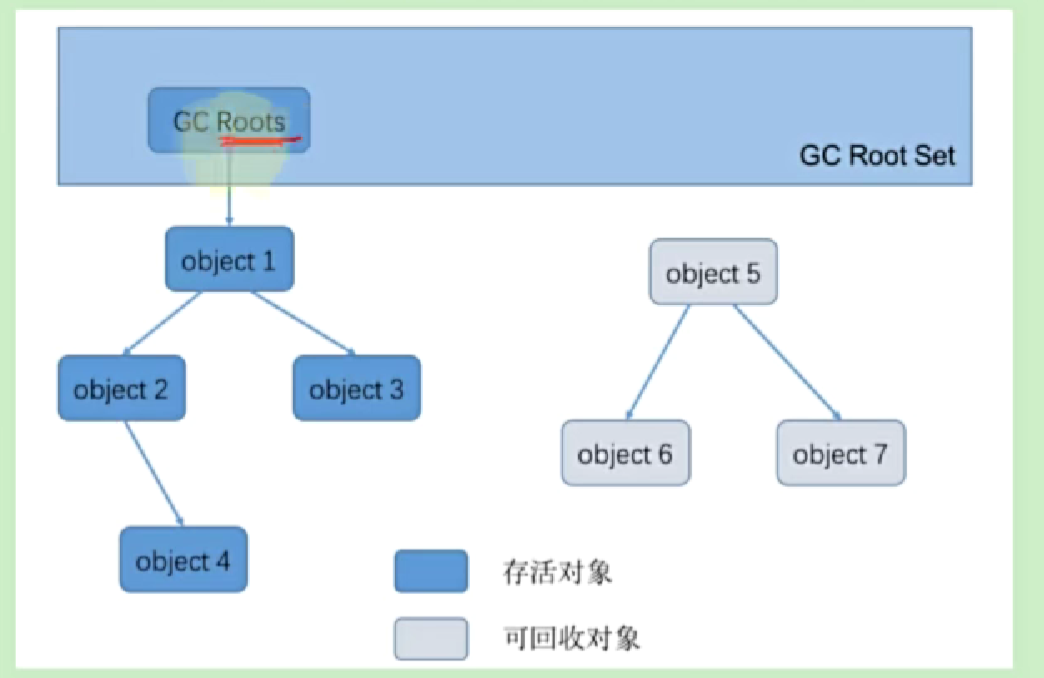 GC Roots
GC Root Set
object 1
object 5
object 2
object 3
object 6
object 7
object 4
存活对象
可回收对象